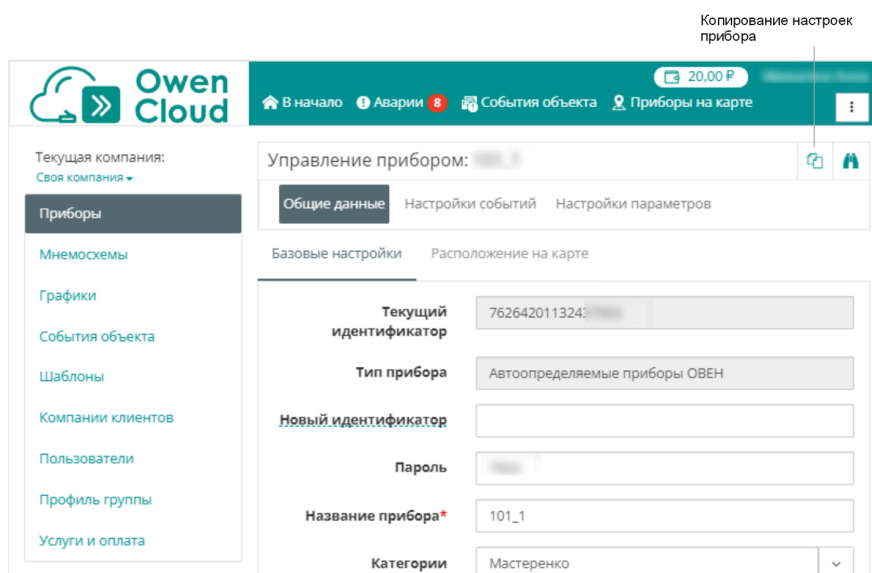 Копирование настроек
прибора
Owen
Cloud
20,00 ₽
В начало Аварии 8 События объекта Приборы на карте
Текущая компания:
Своя компания
Управление прибором:
Приборы
Общие данные Настройки событий Настройки параметров
Мнемосхемы
Базовые настройки Расположение на карте
Графики
Текущий
идентификатор
7626420113243
События объекта
Тип прибора
Автоопределяемые приборы ОВЕН
Шаблоны
Компании клиентов
Новый идентификатор
Пользователи
Пароль
Профиль группы
Название прибора*
101_1
Услуги и оплата
Категории
Мастеренко